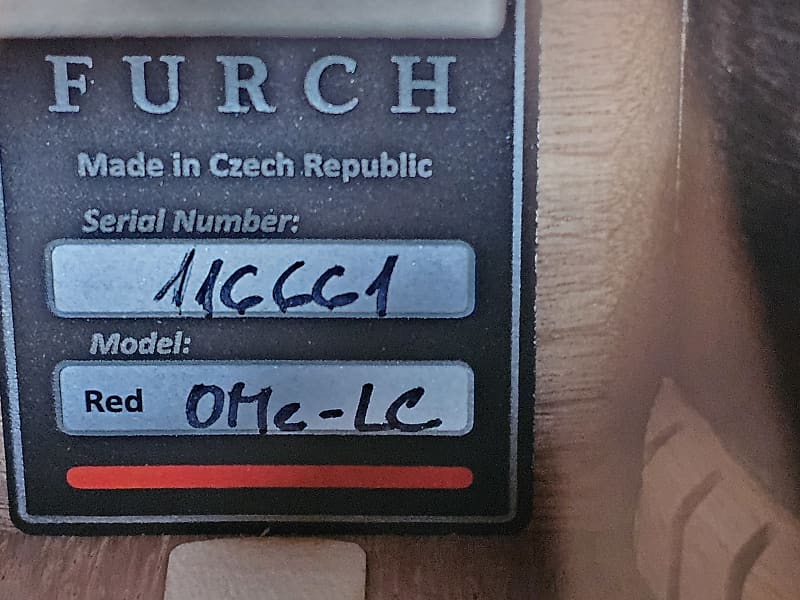 FURCH
Made in Czech Republic
Serial Number:
116661
Model:
Red OMc-LC